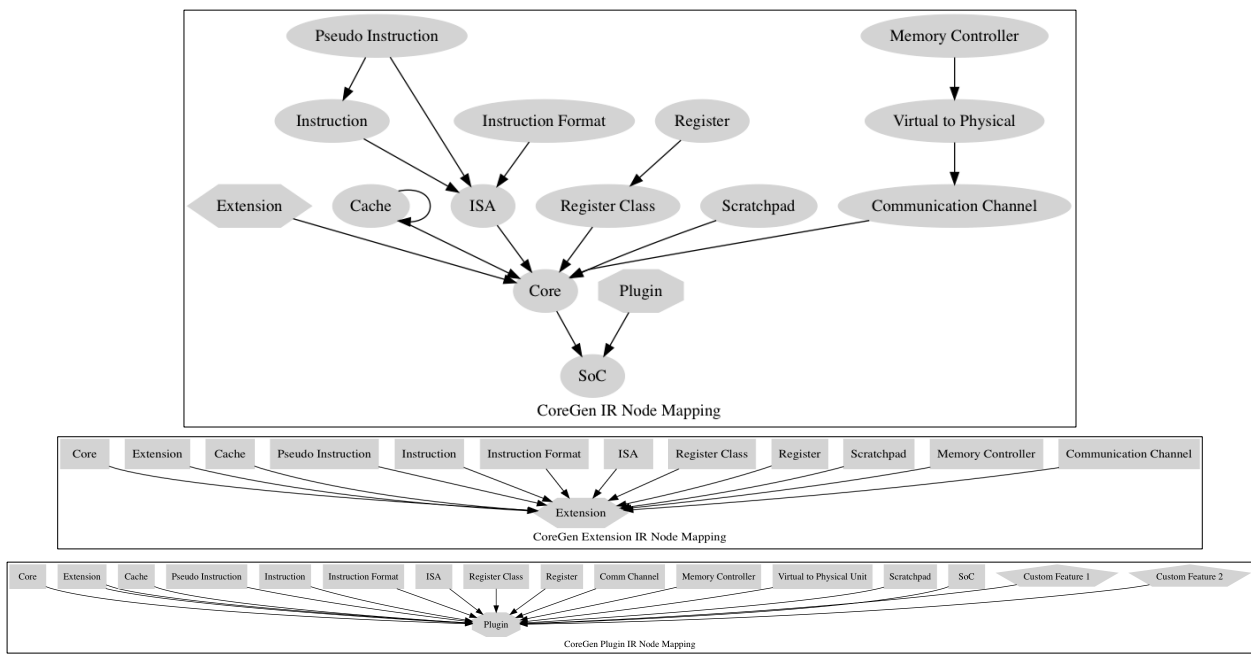 Pseudo Instruction
Memory Controller
Instruction
Instruction Format
Register
Virtual to Physical
Extension
Cache
ISA
Register Class
Scratchpad
Communication Channel
Core
Plugin
SoC
CoreGen IR Node Mapping
Core
Extension
Cache
Pseudo Instruction
Instruction
Instruction Format
ISA
Register Class
Register
Scratchpad
Memory Controller
Communication Channel
Extension
CoreGen Extension IR Node Mapping
Core
Extension
Cache
Pseudo Instruction
Instruction
Instruction Format
ISA
Register Class
Register
Comm Channel
Memory Controller
Virtual to Physical Unit
Scratchpad
SoC
Custom Feature 1
Custom Feature 2
Plugin
CoreGen Plugin IR Node Mapping